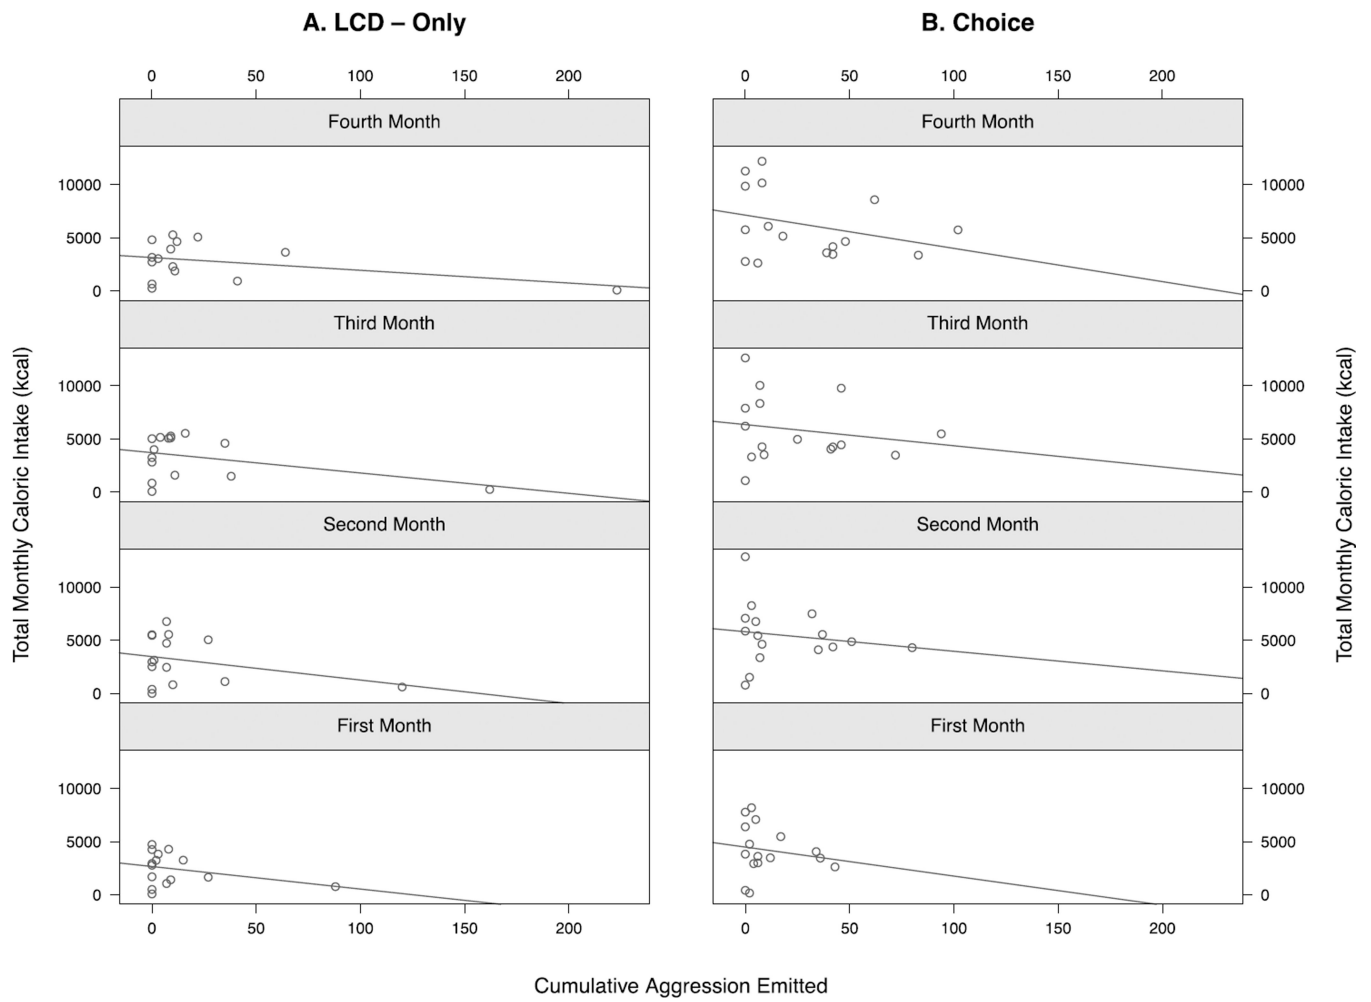 A. LCD – Only
B. Choice
0 50 100 150 200
0 50 100 150 200
Fourth Month
Fourth Month
10000
5000
0
10000
5000
0
Third Month
Third Month
10000
5000
0
10000
5000
0
Second Month
Second Month
10000
5000
0
10000
5000
0
First Month
First Month
10000
5000
0
10000
5000
0
0 50 100 150 200
0 50 100 150 200
Total Monthly Caloric Intake (kcal)
Total Monthly Caloric Intake (kcal)
Cumulative Aggression Emitted